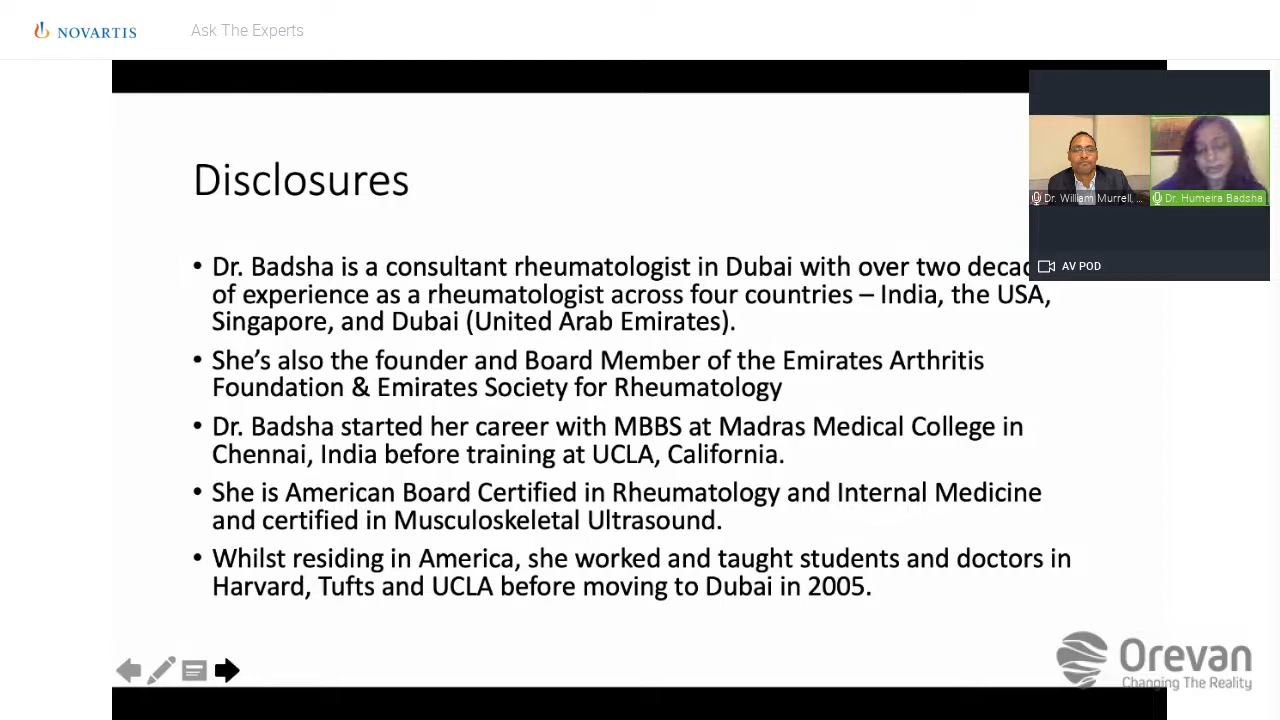 NOVARTIS
Ask The Experts
Disclosures
• Dr. Badsha is a consultant rheumatologist in Dubai with over two
of experience as a rheumatologist across four countries – India, the USA,
Singapore, and Dubai (United Arab Emirates).
• She’s also the founder and Board Member of the Emirates Arthritis
Foundation & Emirates Society for Rheumatology
• Dr. Badsha started her career with MBBS at Madras Medical College in
Chennai, India before training at UCLA, California.
• She is American Board Certified in Rheumatology and Internal Medicine
and certified in Musculoskeletal Ultrasound.
• Whilst residing in America, she worked and taught students and doctors in
Harvard, Tufts and UCLA before moving to Dubai in 2005.
Dr. William Murrell, ...
Dr. Humeira Badsha
AV POD
Orevan
Changing The Reality